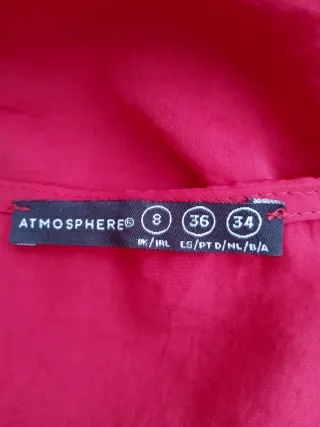 ATMOSPHERE® 8 36 34
UK/IRL ES/PT D/NL/B/A